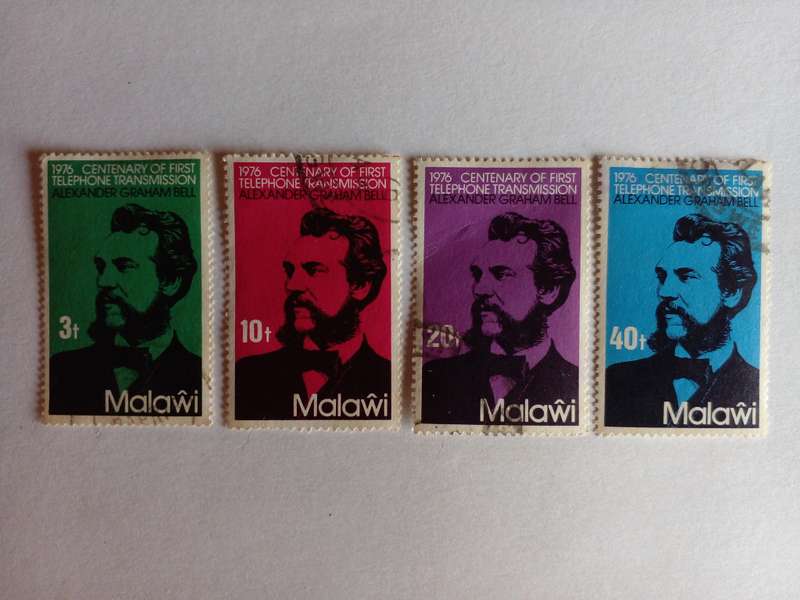 1976 CENTENARY OF FIRST
TELEPHONE TRANSMISSION
ALEXANDER GRAHAM BELL
3t
Malaŵi
1976 CENTENARY OF FIRST
TELEPHONE TRANSMISSION
ALEXANDER GRAHAM BELL
10t
Malaŵi
1976 CENTENARY OF FIRST
TELEPHONE TRANSMISSION
ALEXANDER GRAHAM BELL
20t
Malaŵi
1976 CENTENARY OF FIRST
TELEPHONE TRANSMISSION
ALEXANDER GRAHAM BELL
40t
Malaŵi